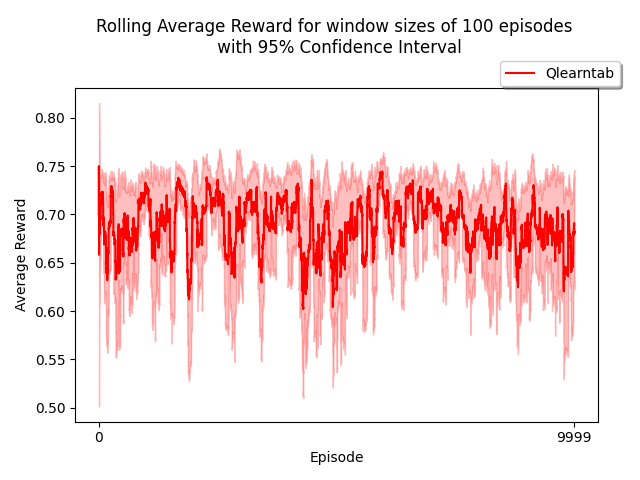 Rolling Average Reward for window sizes of 100 episodes
with 95% Confidence Interval
Qlearntab
0.80
0.75
0.70
0.65
0.60
0.55
0.50
Average Reward
0
9999
Episode